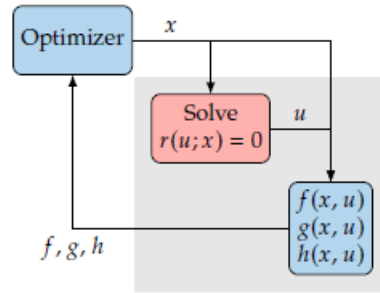 Optimizer
x
Solve
r(u; x) = 0
u
f(x, u)
g(x, u)
h(x, u)
f, g, h